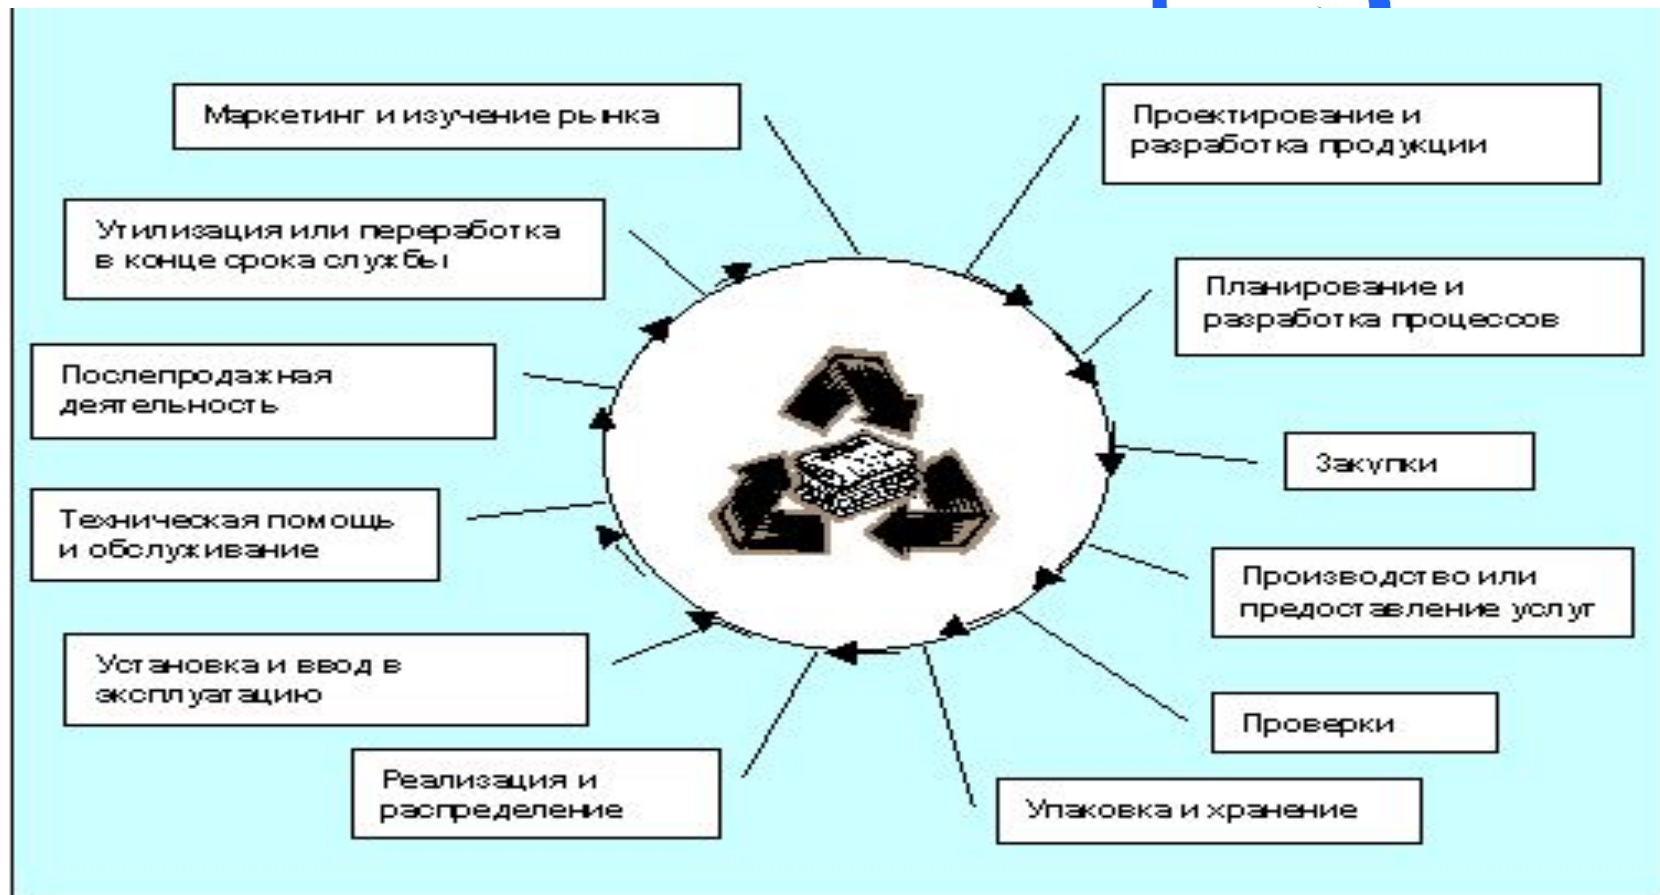 Маркетинг и изучение рынка
Проектирование и
разработка продукции
Утилизация или переработка
в конце срока службы
Планирование и
разработка процессов
Послепродажная
деятельность
Закупки
Техническая помощь
и обслуживание
Производство или
предоставление услуг
Установка и ввод в
эксплуатацию
Проверки
Реализация и
распределение
Упаковка и хранение